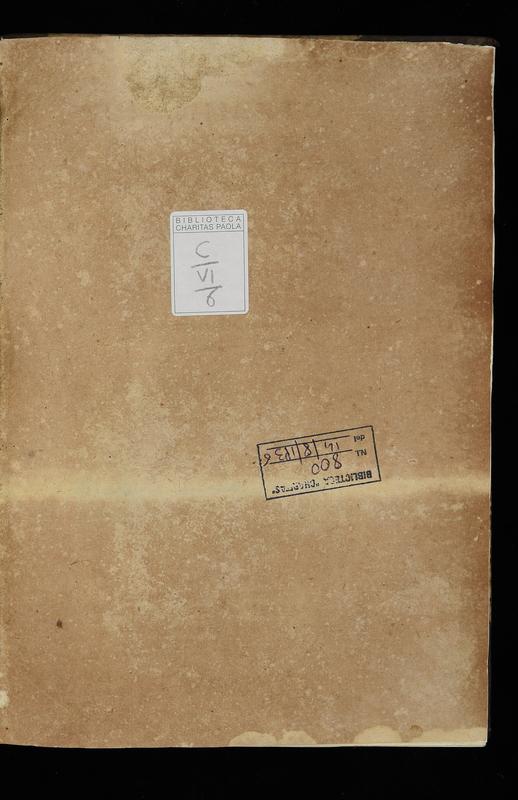 BIBLIOTECA
CHARITAS PAOLA
C
VI
6
BIBLIOTECA "CHARITAS"
N.I. 800
del 14/8/1936